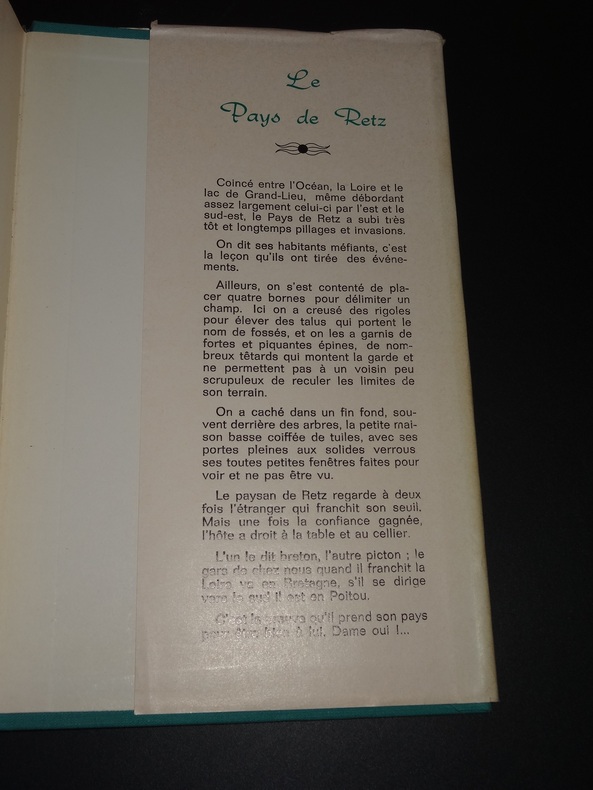 Le
Pays de Retz
Coincé entre l'Océan, la Loire et le
lac de Grand-Lieu, même débordant
assez largement celui-ci par l'est et le
sud-est, le Pays de Retz a subi très
tôt et longtemps pillages et invasions.
On dit ses habitants méfiants, c'est
la leçon qu'ils ont tirée des événe-
ments.
Ailleurs, on s'est contenté de pla-
cer quatre bornes pour délimiter un
champ. Ici on a creusé des rigoles
pour élever des talus qui portent le
nom de fossés, et on les a garnis de
fortes et piquantes épines, de nom-
breux têtards qui montent la garde et
ne permettent pas à un voisin peu
scrupuleux de reculer les limites de
son terrain.
On a caché dans un fin fond, sou-
vent derrière des arbres, la petite mai-
son basse coiffée de tuiles, avec ses
portes pleines aux solides verrous
ses toutes petites fenêtres faites pour
voir et ne pas être vu.
Le paysan de Retz regarde à deux
fois l'étranger qui franchit son seuil.
Mais une fois la confiance gagnée,
l'hôte a droit à la table et au cellier.
L'un le dit breton, l'autre picton ; le
gars de chez nous quand il franchit la
Loire va en Bretagne, s'il se dirige
vers le sud il est en Poitou.
C'est la preuve qu'il prend son pays
pour être bien à lui. Dame oui !...